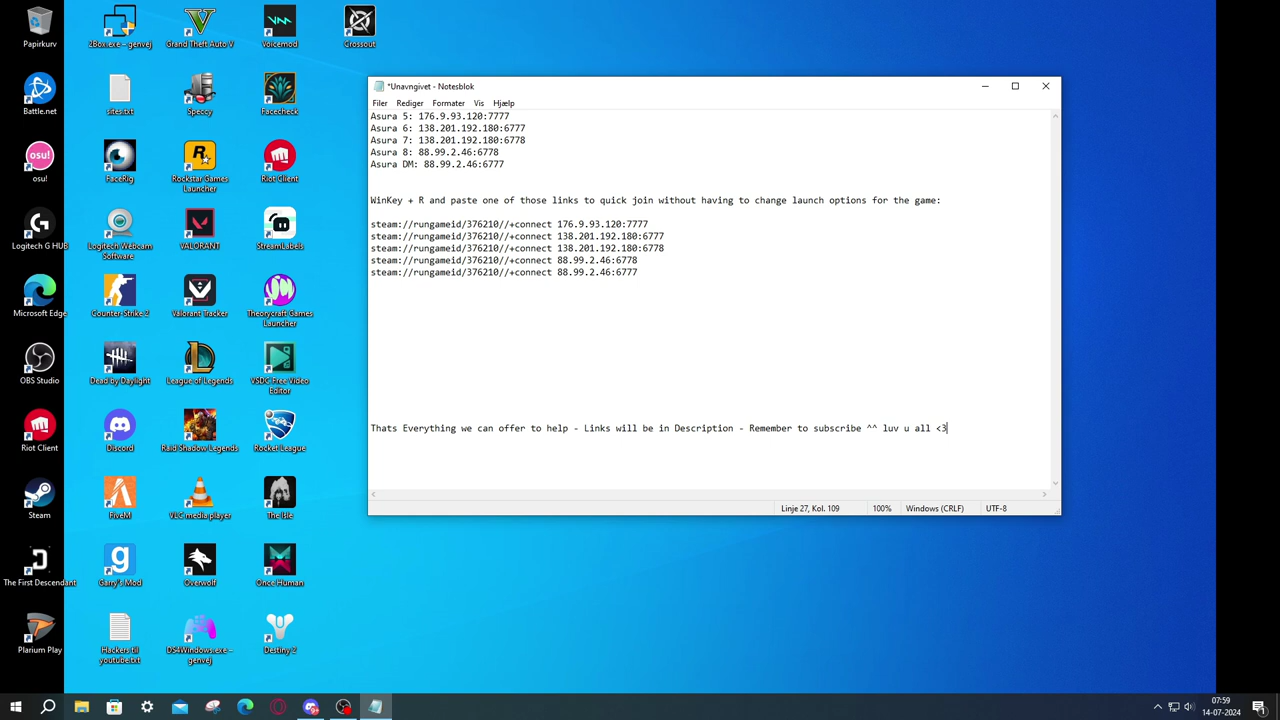 Papirkurv
2box.exe – genvej
Grand Theft Auto V
Voicemod
Crossout
Battle.net
sites.txt
Speccy
Facecheck
osu!
FaceRig
Rockstar Games Launcher
Riot Client
Logitech G HUB
Logitech Webcam Software
VALORANT
StreamLabels
Microsoft Edge
Counter-Strike 2
Valorant Tracker
Theorycraft Games Launcher
OBS Studio
Dead by Daylight
League of Legends
VSDC Free Video Editor
Riot Client
Discord
Raid Shadow Legends
Rocket League
Steam
FiveM
VLC media player
The Isle
The First Descendant
Garry's Mod
Overwolf
Once Human
Plarium Play
Hackers til youtube.txt
DS4Windows.exe – genvej
Destiny 2
*Unavngivet - Notesblok
Filer Rediger Formater Vis Hjælp
Asura 5: 176.9.93.120:7777
Asura 6: 138.201.192.180:6777
Asura 7: 138.201.192.180:6778
Asura 8: 88.99.2.46:6778
Asura DM: 88.99.2.46:6777
WinKey + R and paste one of those links to quick join without having to change launch options for the game:
steam://rungameid/376210//+connect 176.9.93.120:7777
steam://rungameid/376210//+connect 138.201.192.180:6777
steam://rungameid/376210//+connect 138.201.192.180:6778
steam://rungameid/376210//+connect 88.99.2.46:6778
steam://rungameid/376210//+connect 88.99.2.46:6777
Thats Everything we can offer to help - Links will be in Description - Remember to subscribe ^^ luv u all <3
Linje 27, Kol. 109 100% Windows (CRLF) UTF-8
07:59
14-07-2024